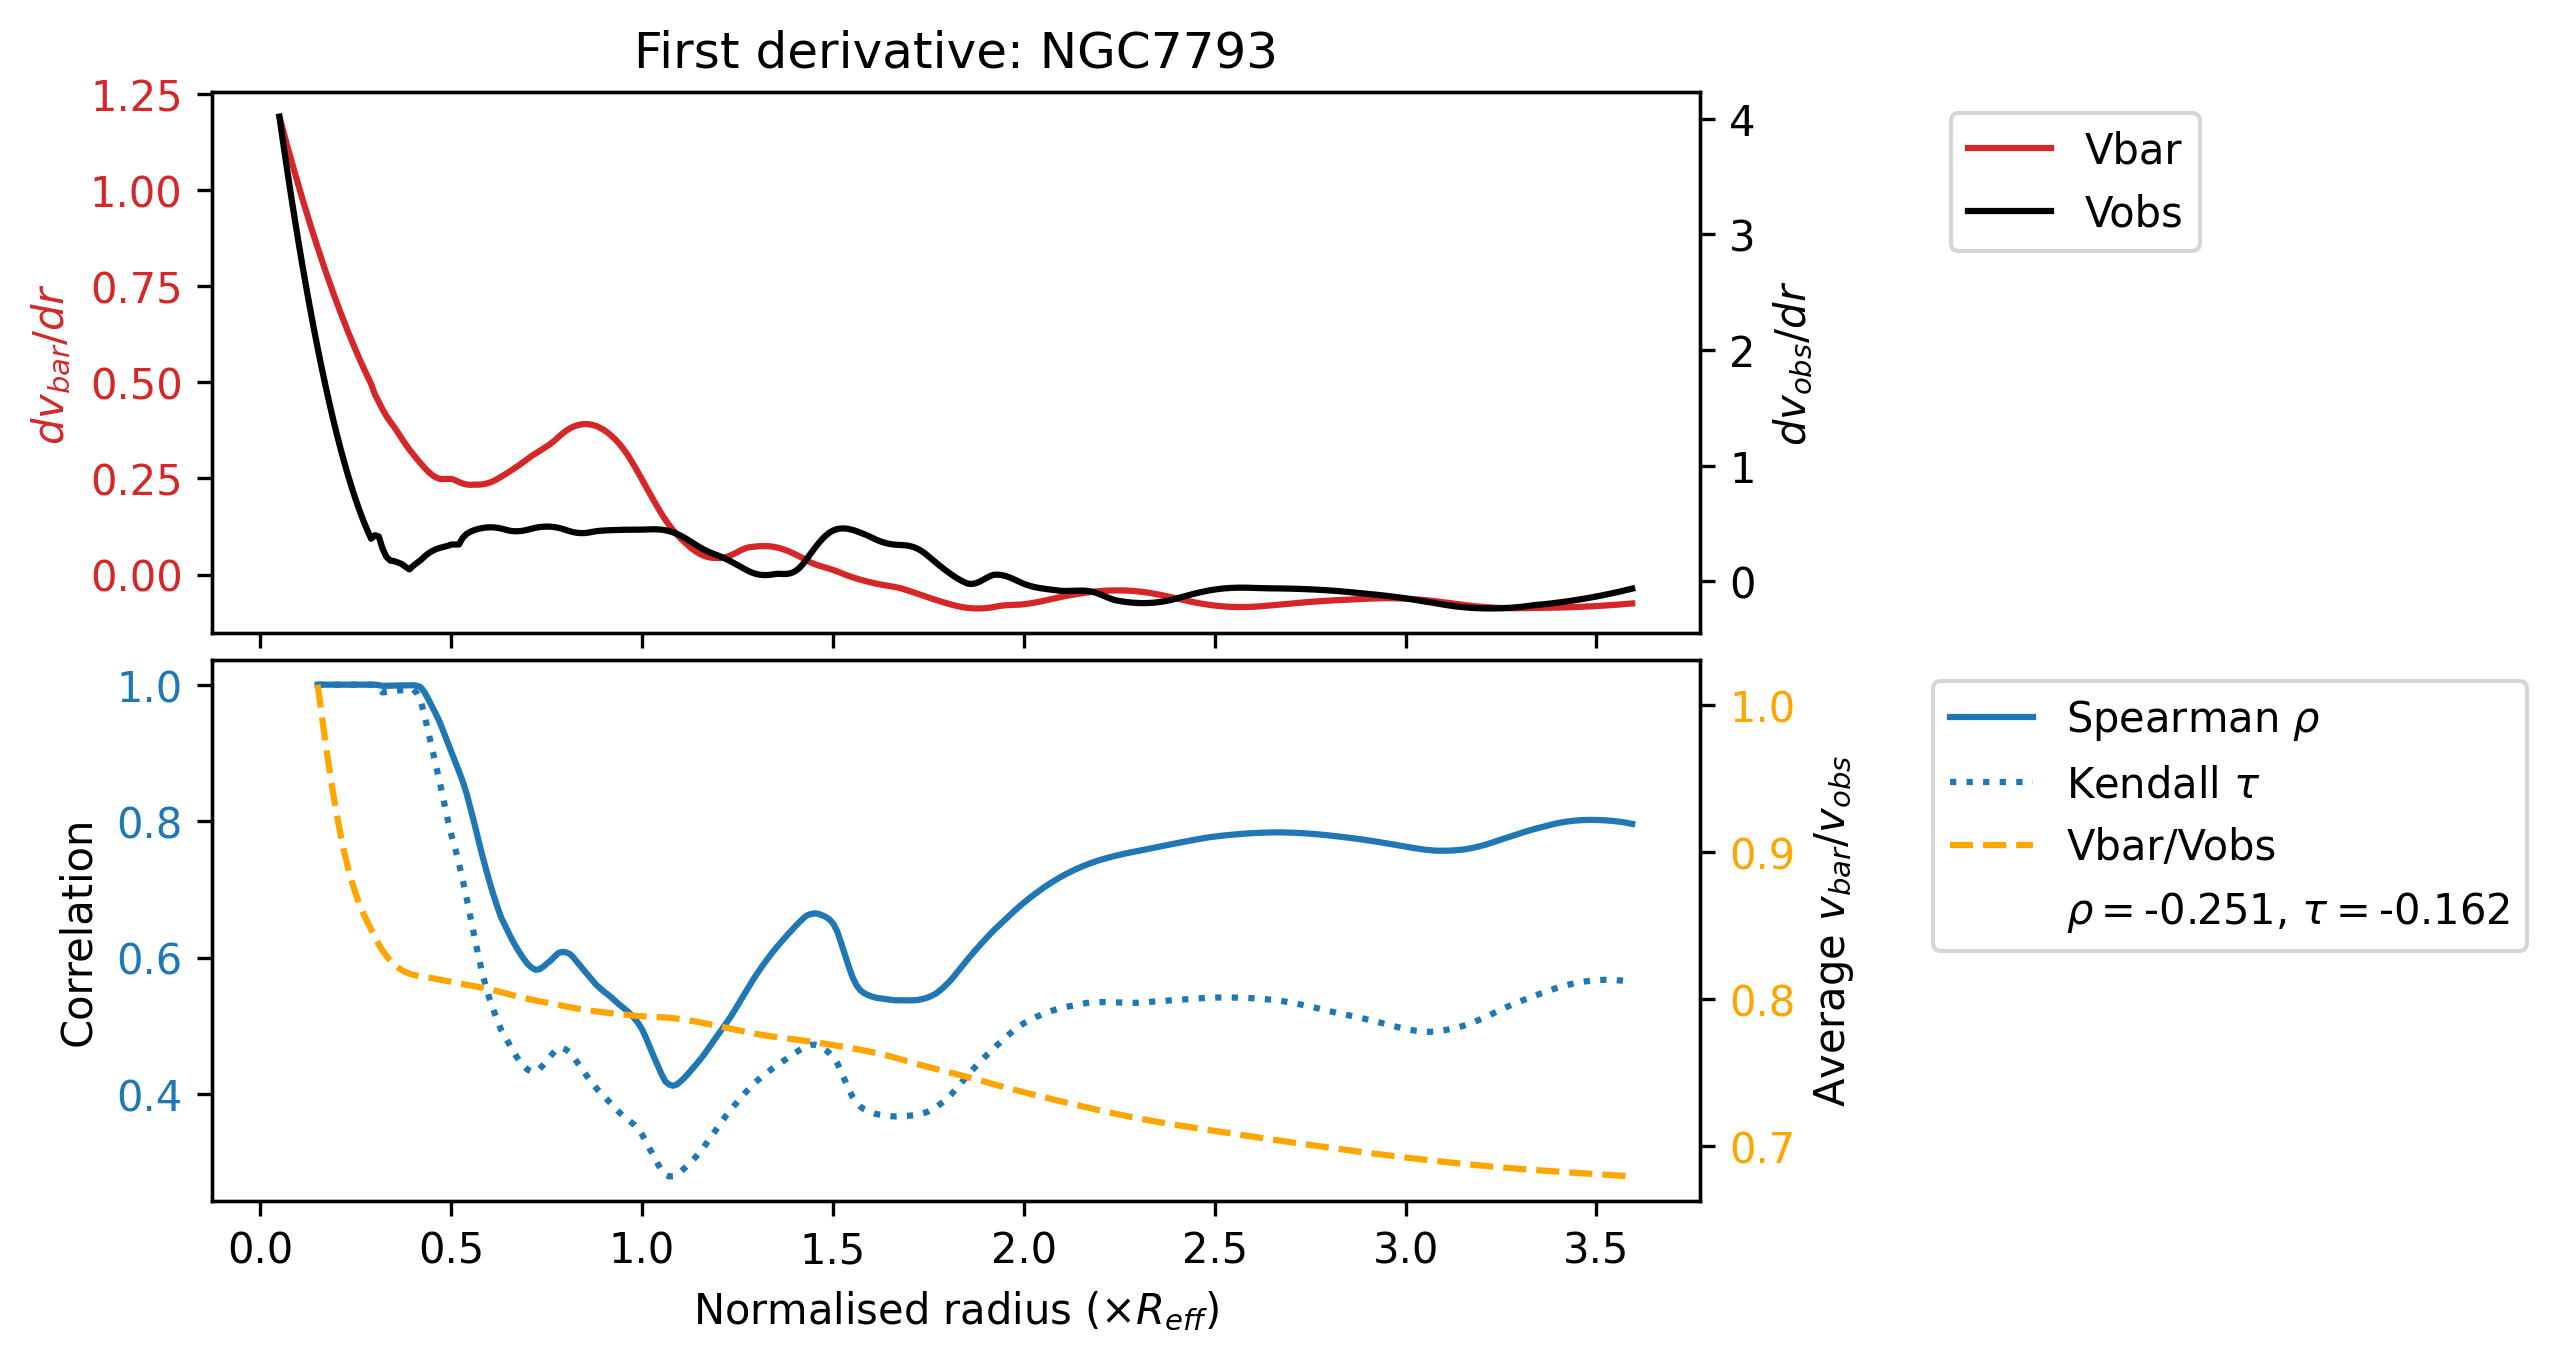 First derivative: NGC7793
1.25
1.00
0.75
0.50
0.25
0.00
dv_bar/dr
4
3
2
1
0
dv_obs/dr
Vbar
Vobs
1.0
0.8
0.6
0.4
Correlation
1.0
0.9
0.8
0.7
Average v_bar/v_obs
Spearman ρ
Kendall τ
Vbar/Vobs
ρ = -0.251, τ = -0.162
0.0 0.5 1.0 1.5 2.0 2.5 3.0 3.5
Normalised radius (×R_eff)